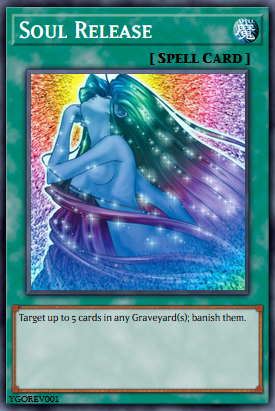 Soul Release
[ Spell Card ]
Target up to 5 cards in any Graveyard(s); banish them.
YGOREV001